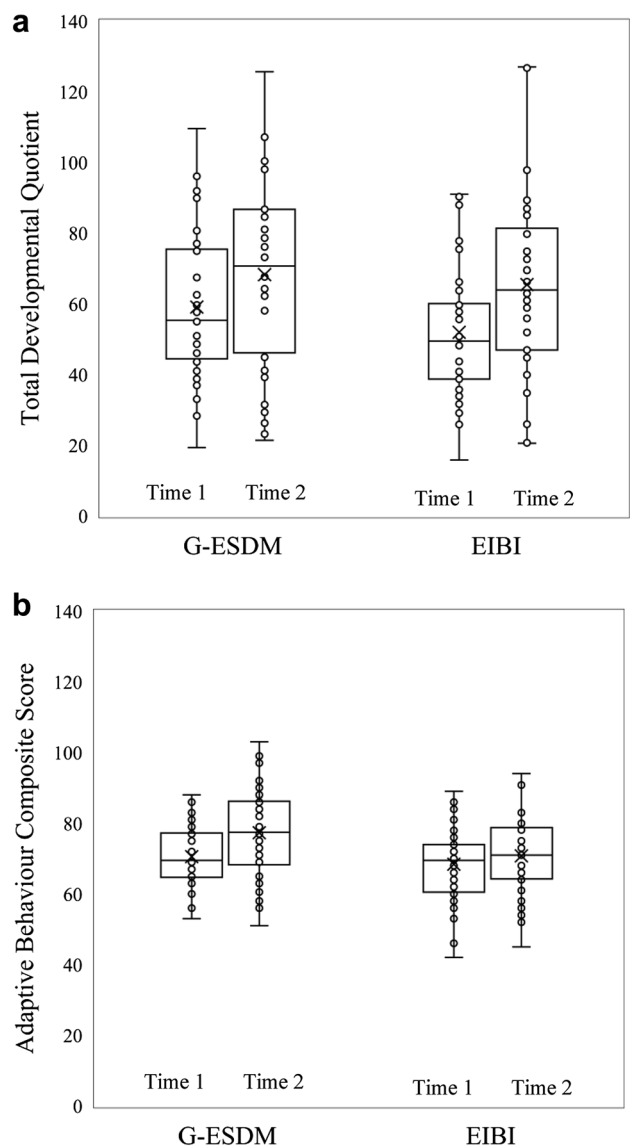 a
Total Developmental Quotient
140
120
100
80
60
40
20
0
Time 1
Time 2
Time 1
Time 2
G-ESDM
EIBI
b
Adaptive Behaviour Composite Score
140
120
100
80
60
40
20
0
Time 1
Time 2
Time 1
Time 2
G-ESDM
EIBI